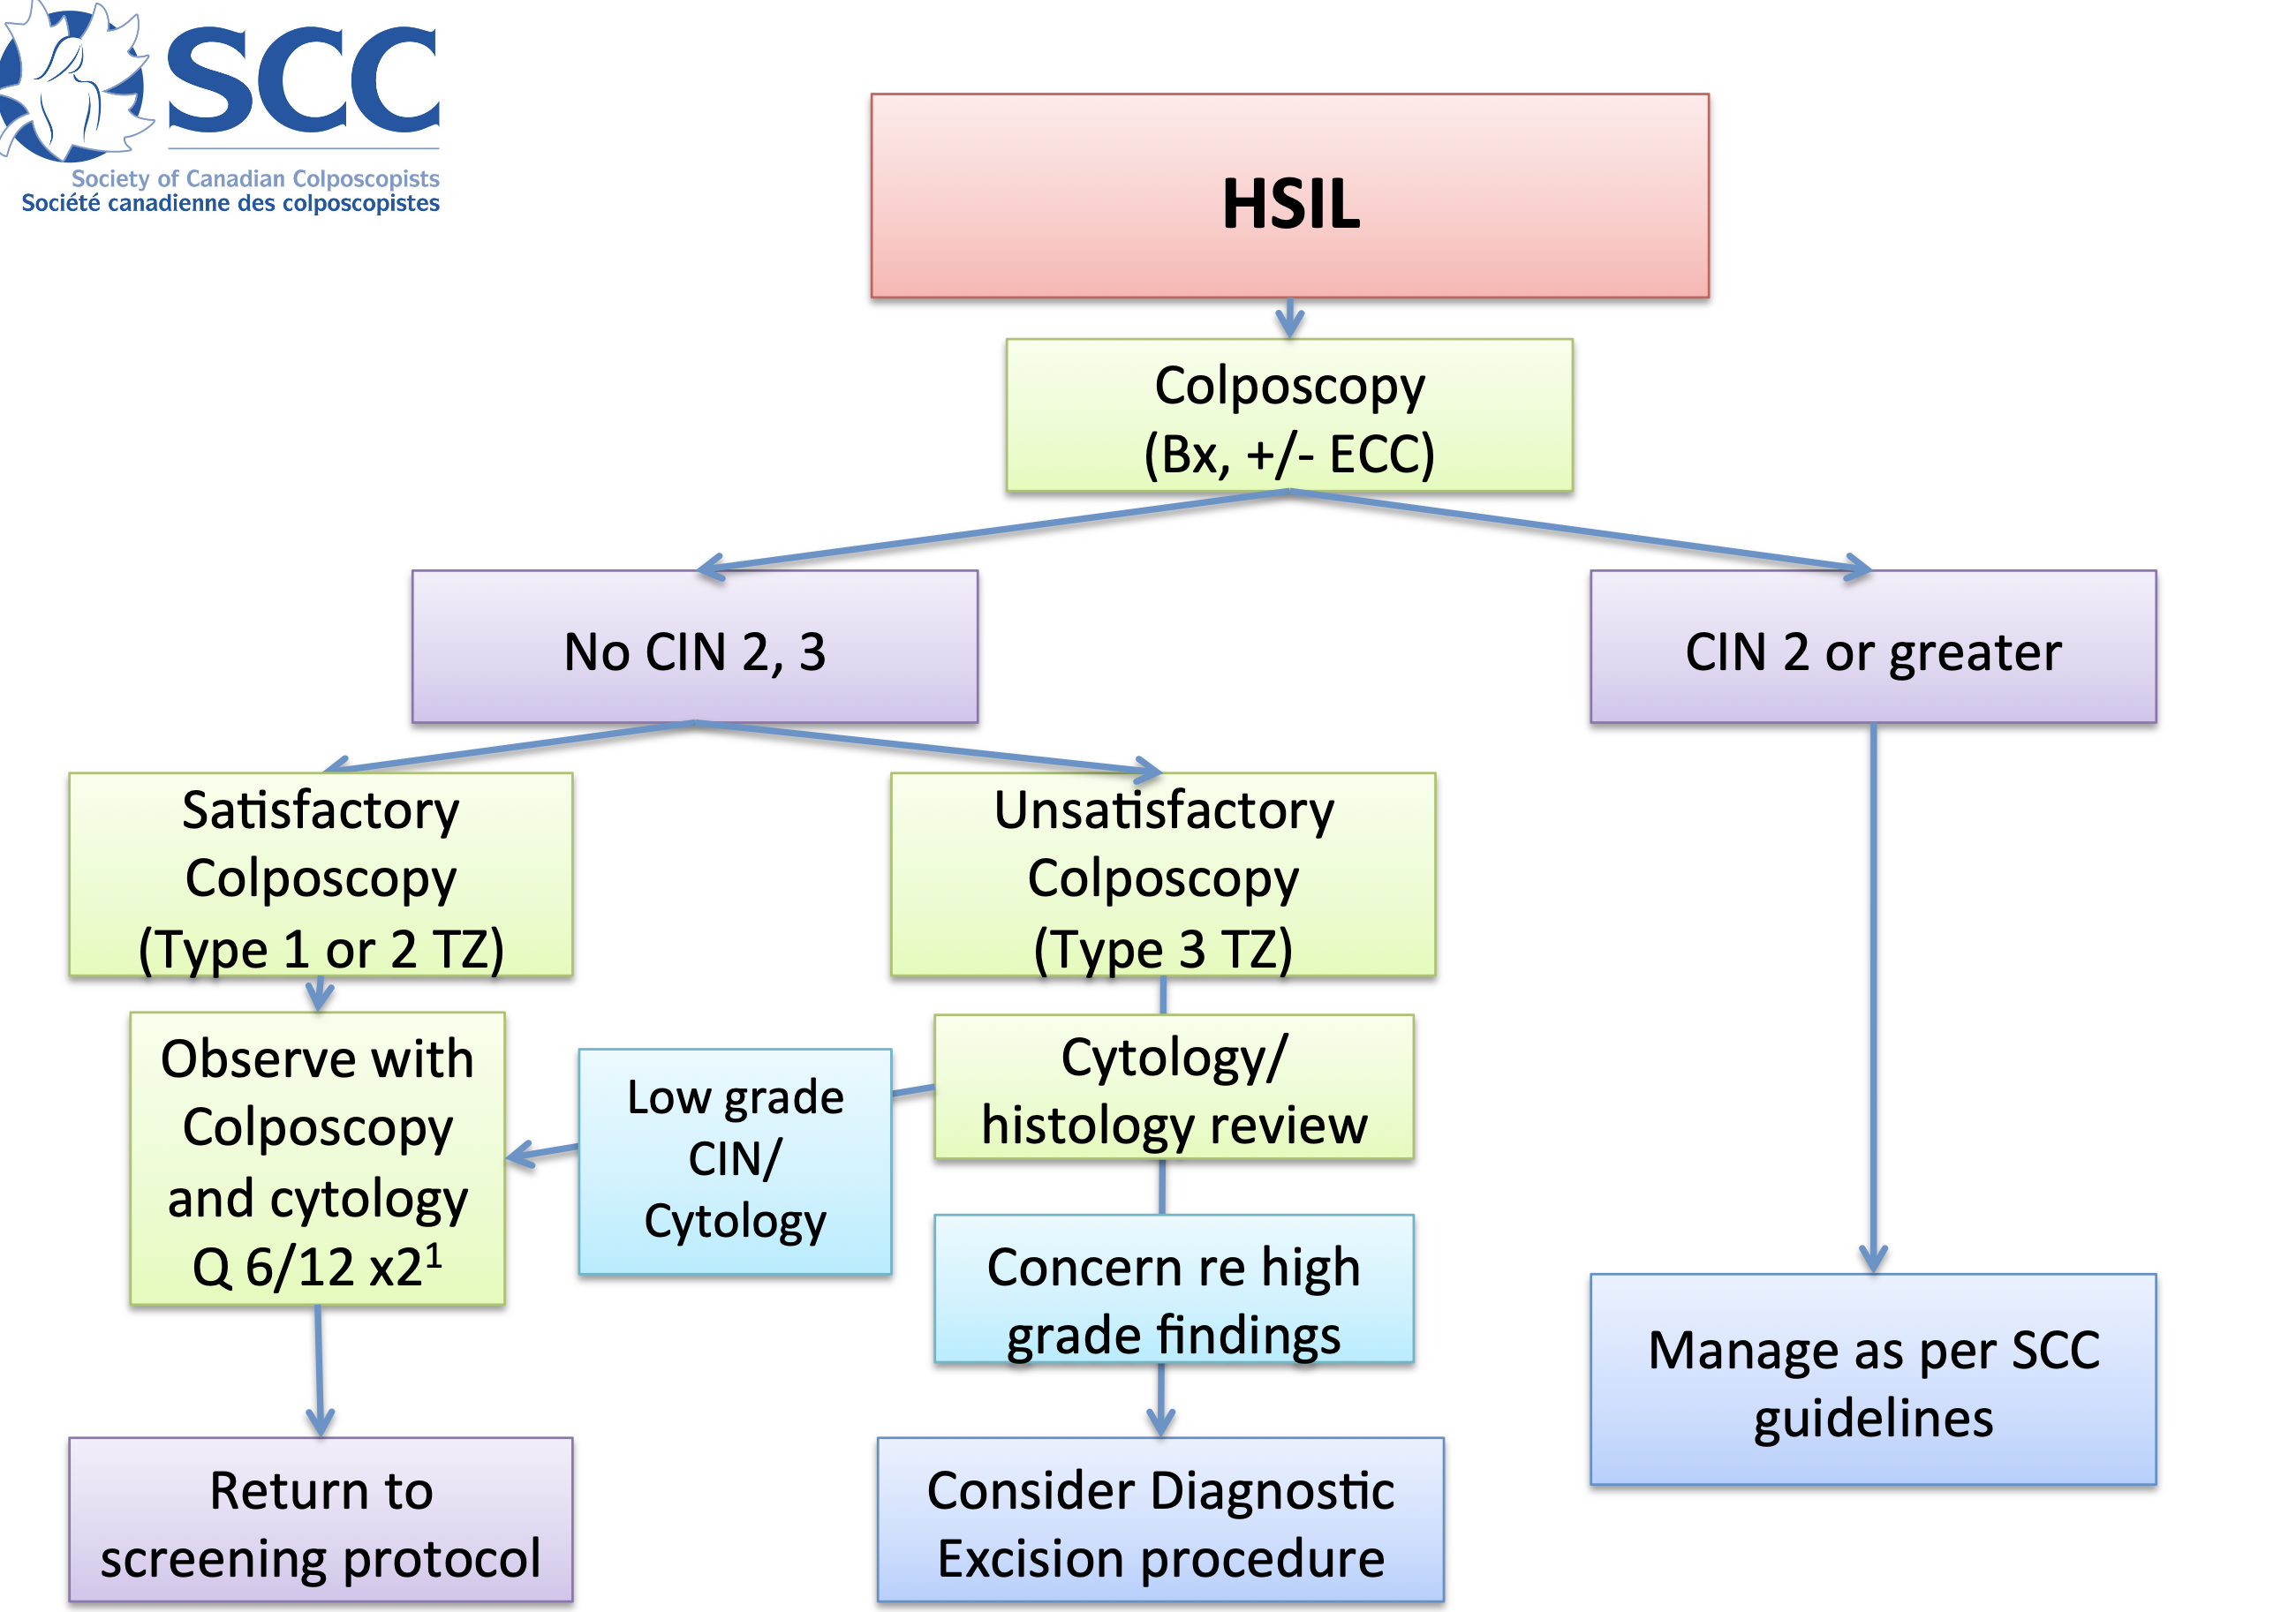 SCC
Society of Canadian Colposcopists
Société canadienne des colposcopistes
HSIL
Colposcopy
(Bx, +/- ECC)
No CIN 2, 3
CIN 2 or greater
Satisfactory
Colposcopy
(Type 1 or 2 TZ)
Unsatisfactory
Colposcopy
(Type 3 TZ)
Observe with
Colposcopy
and cytology
Q 6/12 x2¹
Low grade
CIN/
Cytology
Cytology/
histology review
Concern re high
grade findings
Manage as per SCC
guidelines
Return to
screening protocol
Consider Diagnostic
Excision procedure